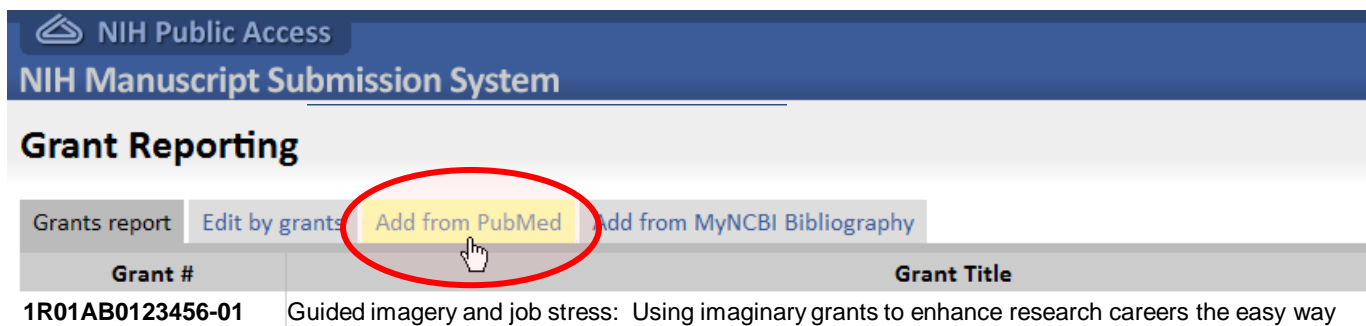 NIH Public Access
NIH Manuscript Submission System
Grant Reporting
Grants report Edit by grants Add from PubMed Add from MyNCBI Bibliography
Grant # Grant Title
1R01AB0123456-01 Guided imagery and job stress: Using imaginary grants to enhance research careers the easy way